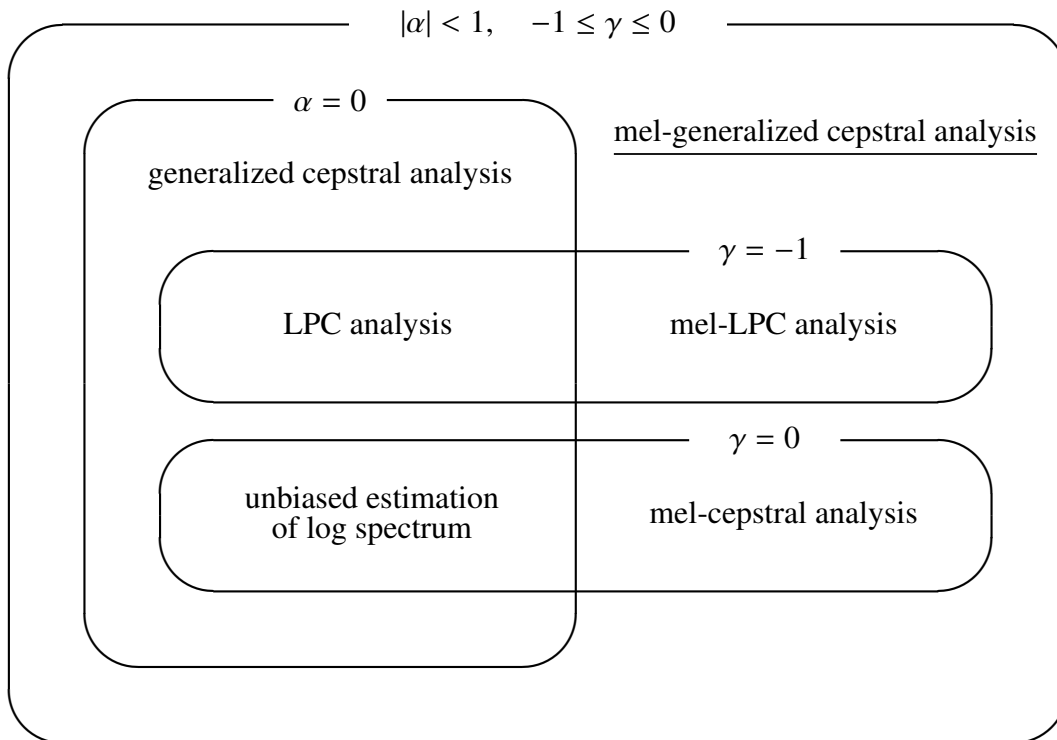 |α| < 1,  −1 ≤ γ ≤ 0
α = 0
mel-generalized cepstral analysis
generalized cepstral analysis
γ = −1
LPC analysis
mel-LPC analysis
γ = 0
unbiased estimation
of log spectrum
mel-cepstral analysis